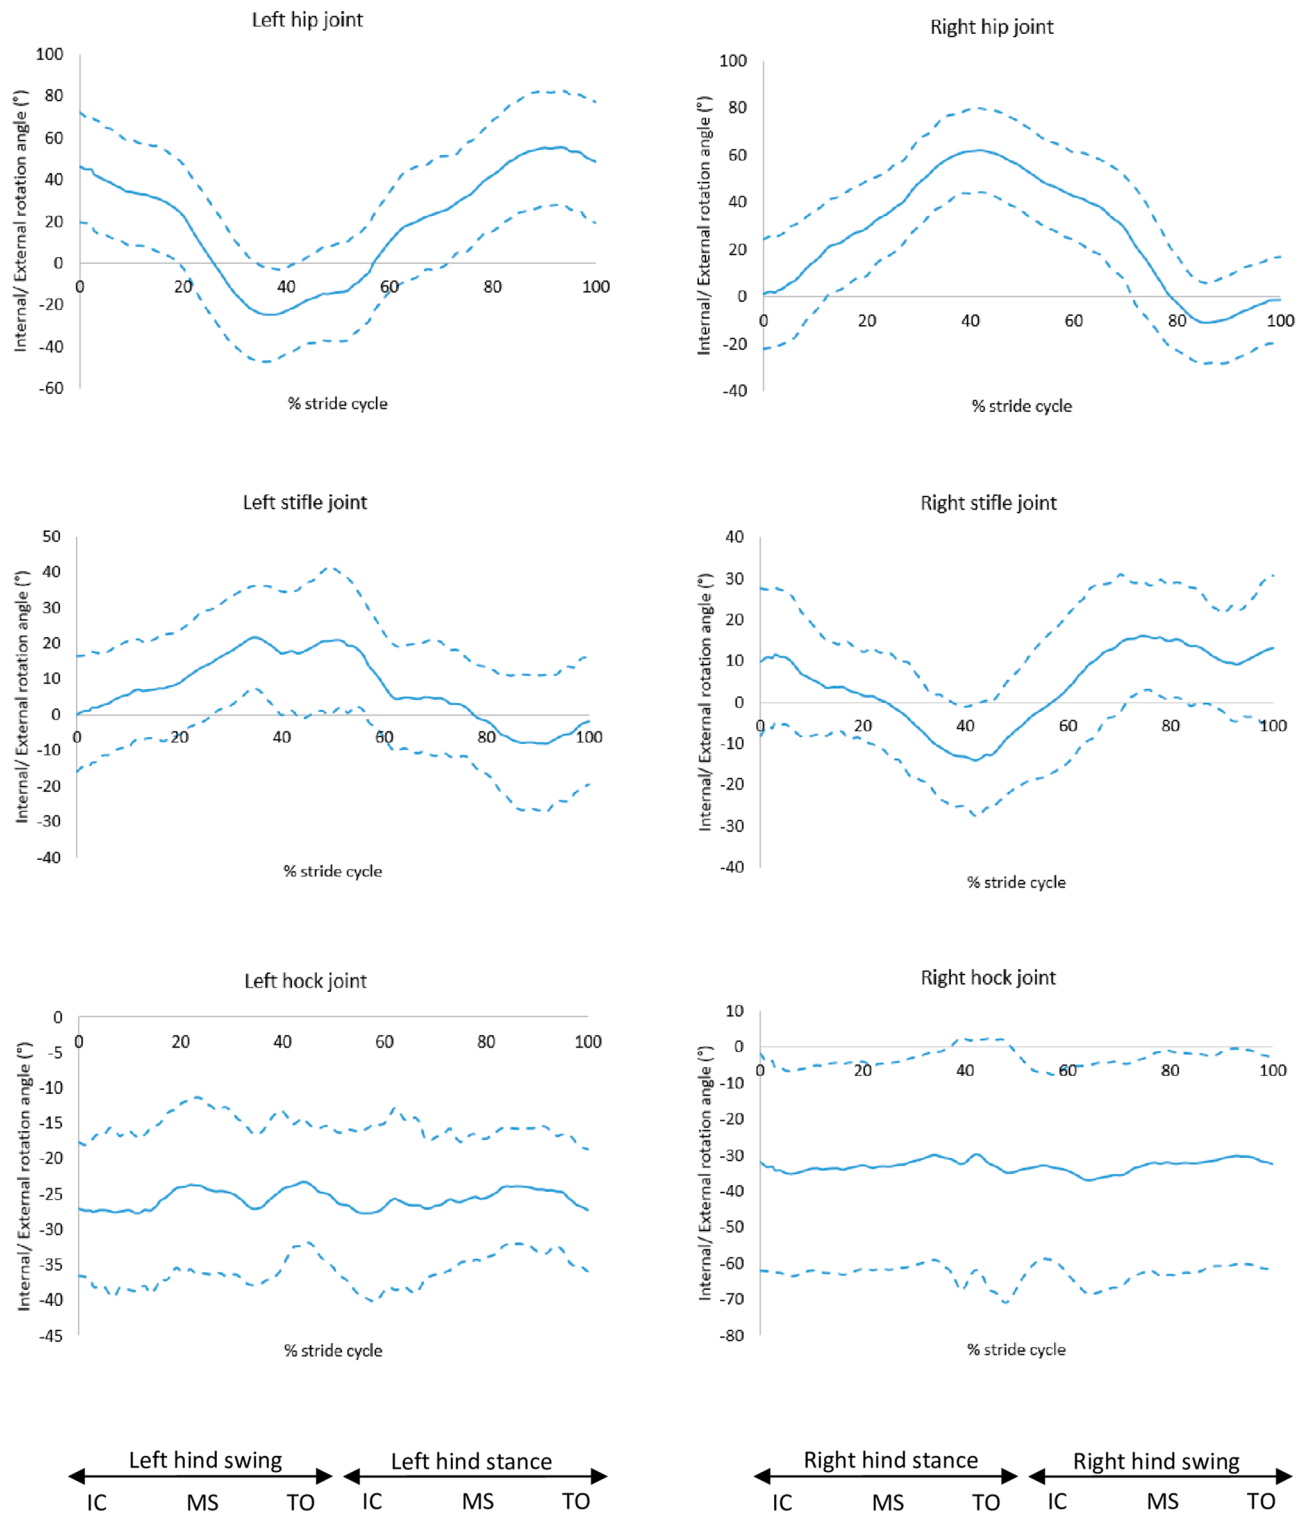 Left hip joint
Internal/ External rotation angle (°)
100
80
60
40
20
0
-20
-40
-60
0 20 40 60 80 100
% stride cycle
Right hip joint
Internal/ External rotation angle (°)
100
80
60
40
20
0
-20
-40
0 20 40 60 80 100
% stride cycle
Left stifle joint
Internal/ External rotation angle (°)
50
40
30
20
10
0
-10
-20
-30
-40
0 20 40 60 80 100
% stride cycle
Right stifle joint
Internal/ External rotation angle (°)
40
30
20
10
0
-10
-20
-30
-40
0 20 40 60 80 100
% stride cycle
Left hock joint
Internal/ External rotation angle (°)
0
-5
-10
-15
-20
-25
-30
-35
-40
-45
0 20 40 60 80 100
% stride cycle
Right hock joint
Internal/ External rotation angle (°)
10
0
-10
-20
-30
-40
-50
-60
-70
-80
0 20 40 60 80 100
% stride cycle
Left hind swing Left hind stance
IC MS TO IC MS TO
Right hind stance Right hind swing
IC MS TO IC MS TO